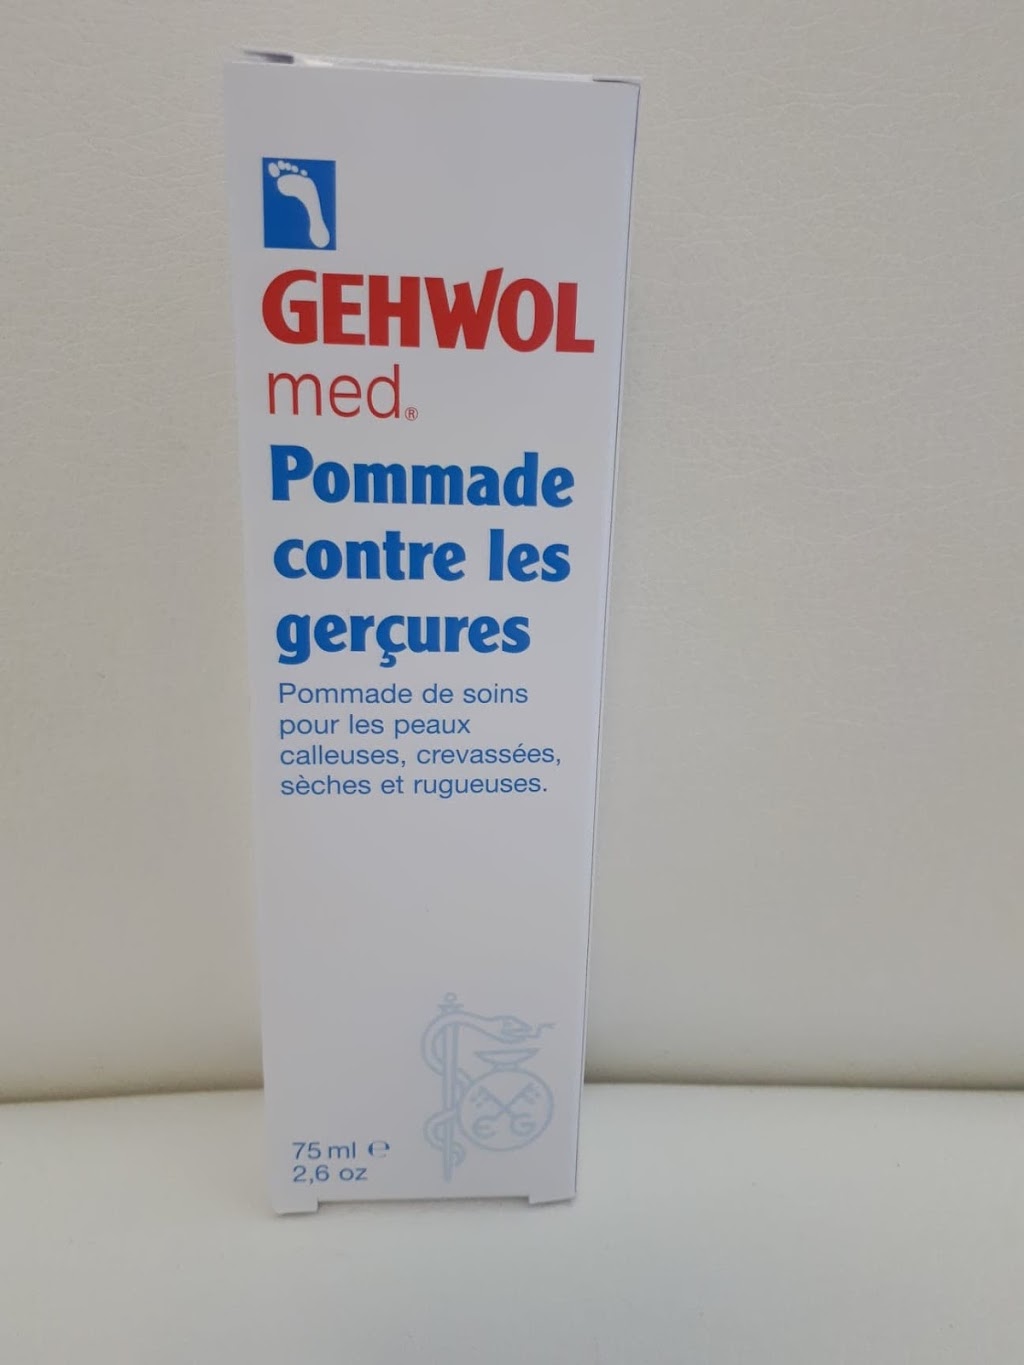 GEHWOL
med®
Pommade
contre les
gerçures
Pommade de soins
pour les peaux
calleuses, crevassées,
sèches et rugueuses.
E G
75 ml ℮
2,6 oz